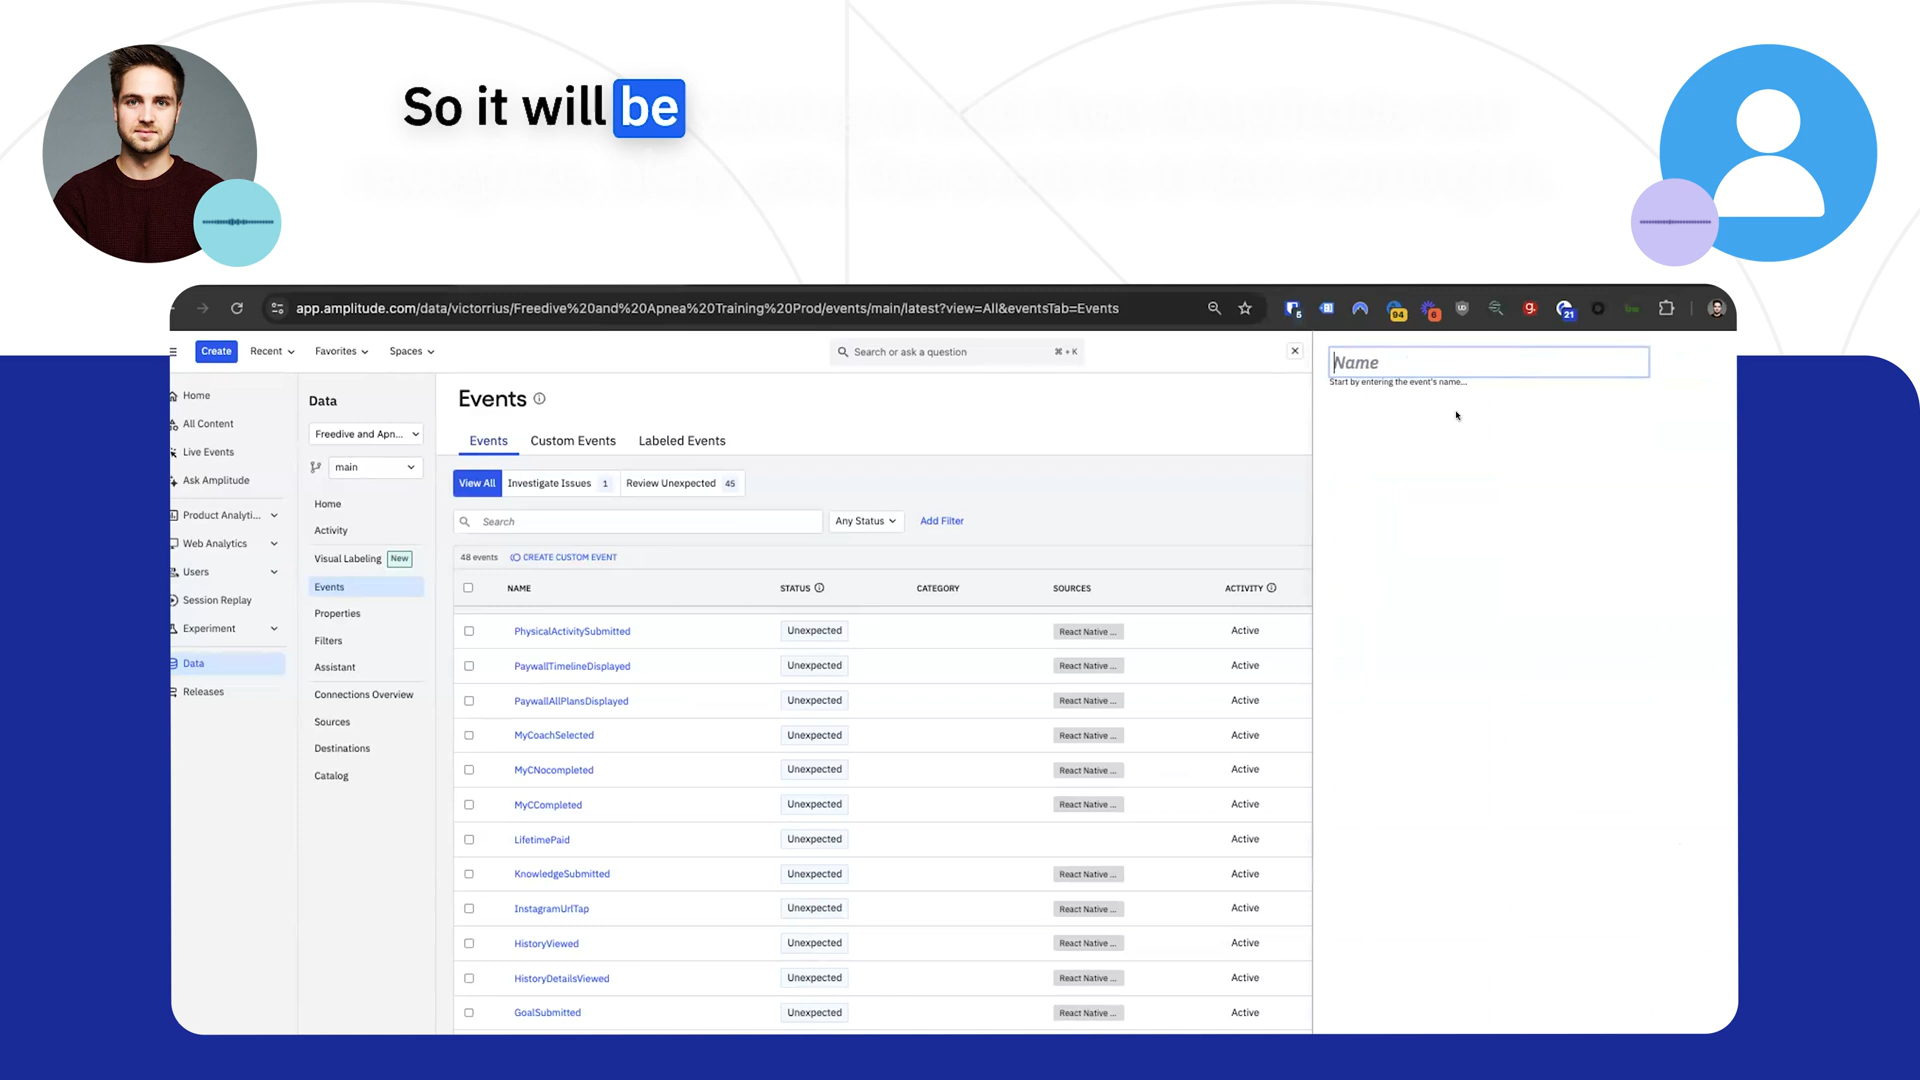 So it will be
app.amplitude.com/data/victorrius/Freedive%20and%20Apnea%20Training%20Prod/events/main/latest?view=All&eventsTab=Events
5
94
6
UD
g
21
Create
Recent
Favorites
Spaces
Search or ask a question
⌘ + K
Name
Start by entering the event's name...
Home
All Content
Live Events
Ask Amplitude
Product Analyti...
Web Analytics
Users
Session Replay
Experiment
Data
Releases
Data
Freedive and Apn...
main
Home
Activity
Visual Labeling New
Events
Properties
Filters
Assistant
Connections Overview
Sources
Destinations
Catalog
Events
Events Custom Events Labeled Events
View All Investigate Issues 1 Review Unexpected 45
Search Any Status Add Filter
48 events CREATE CUSTOM EVENT
NAME STATUS CATEGORY SOURCES ACTIVITY
PhysicalActivitySubmitted Unexpected React Native ... Active
PaywallTimelineDisplayed Unexpected React Native ... Active
PaywallAllPlansDisplayed Unexpected React Native ... Active
MyCoachSelected Unexpected React Native ... Active
MyCNocompleted Unexpected React Native ... Active
MyCCompleted Unexpected React Native ... Active
LifetimePaid Unexpected Active
KnowledgeSubmitted Unexpected React Native ... Active
InstagramUrlTap Unexpected React Native ... Active
HistoryViewed Unexpected React Native ... Active
HistoryDetailsViewed Unexpected React Native ... Active
GoalSubmitted Unexpected React Native ... Active